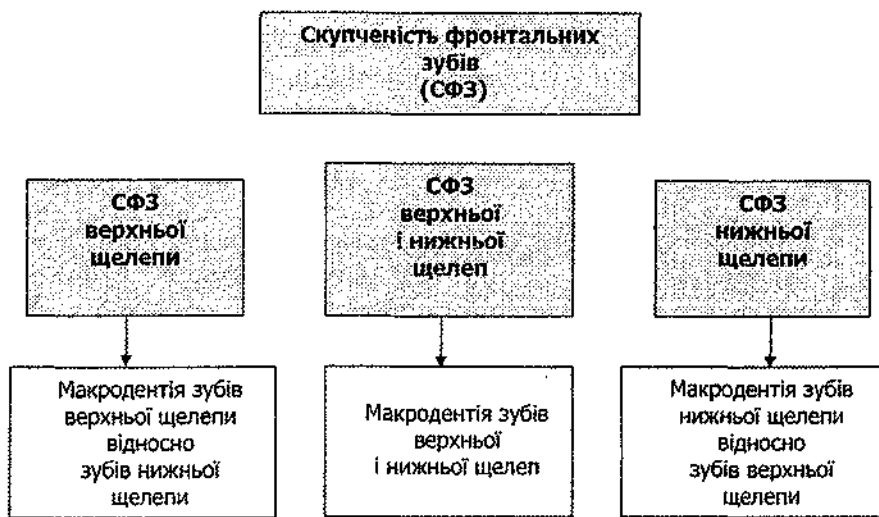 Скупченість фронтальних
зубів
(СФЗ)
СФЗ
верхньої
щелепи
СФЗ
верхньої
і нижньої
щелеп
СФЗ
нижньої
щелепи
Макродентія зубів
верхньої щелепи
відносно
зубів нижньої
щелепи
Макродентія зубів
верхньої
і нижньої щелеп
Макродентія зубів
нижньої щелепи
відносно
зубів верхньої
щелепи